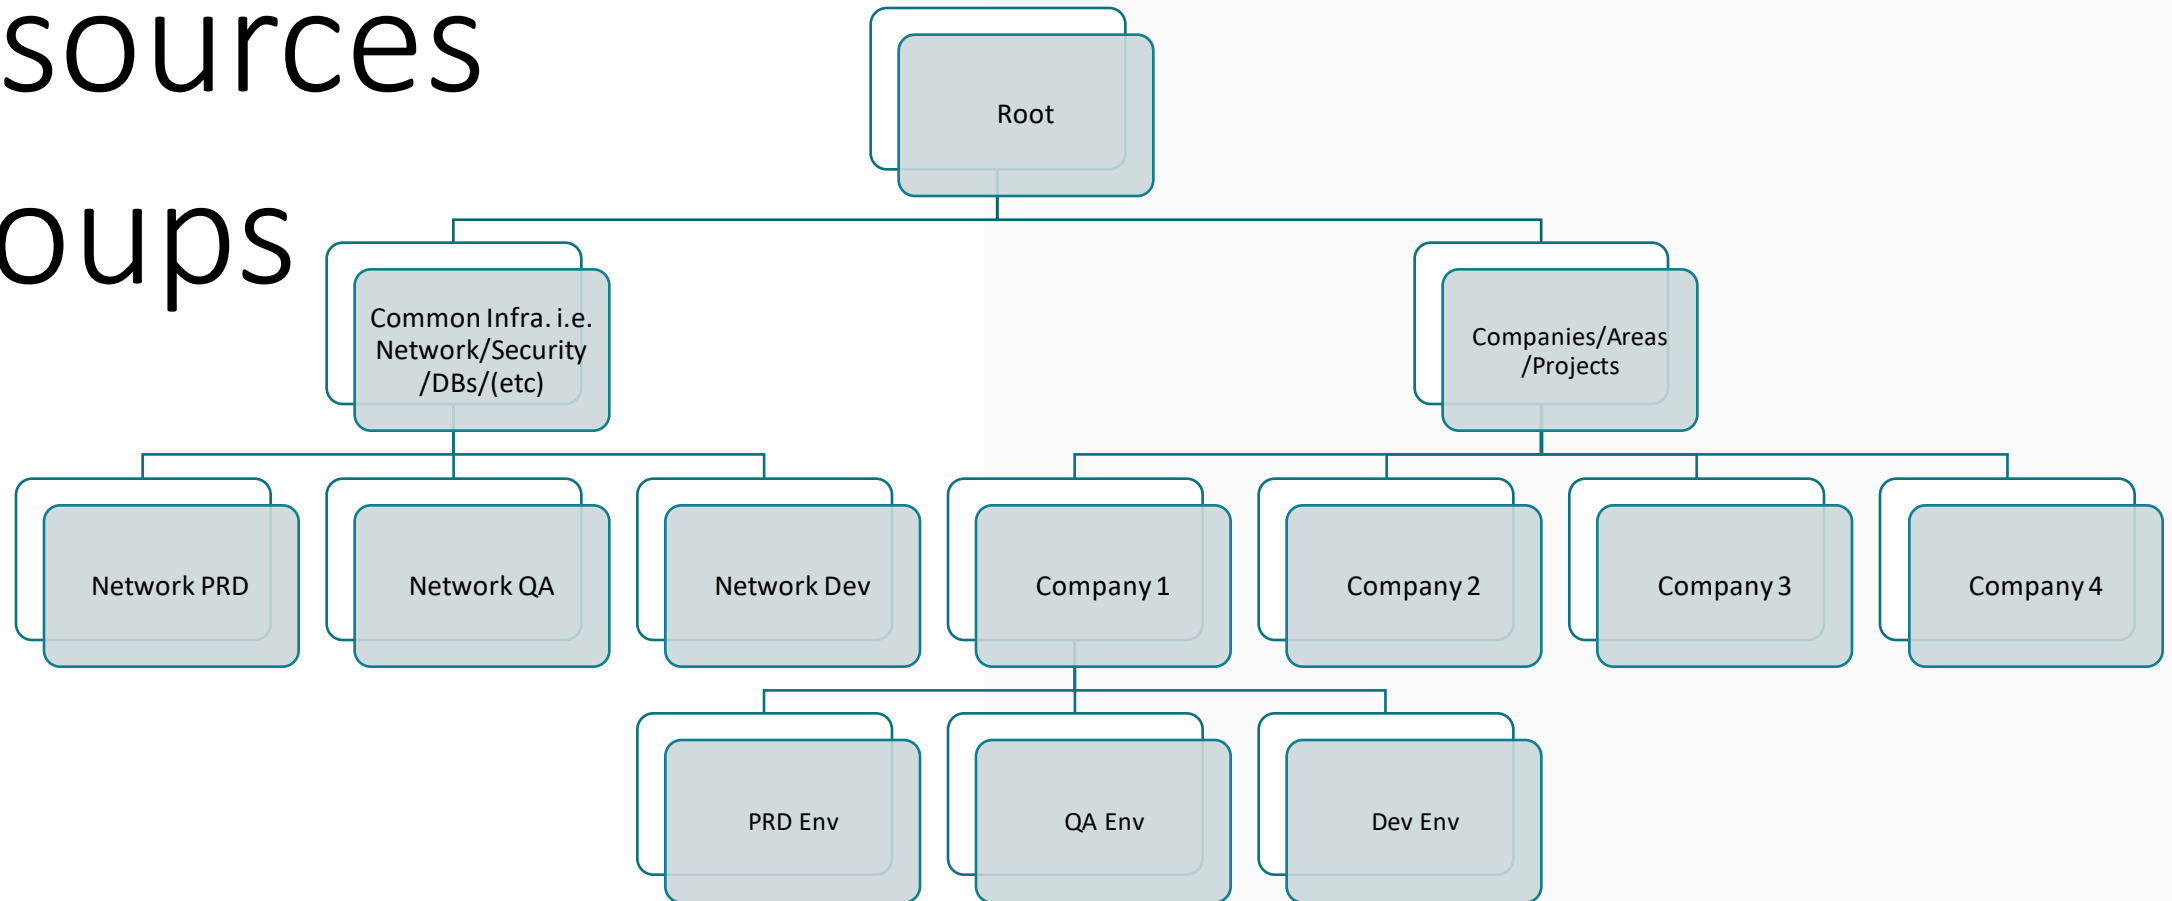 sources
oups
Root
Common Infra. i.e.
Network/Security
/DBs/(etc)
Companies/Areas
/Projects
Network PRD
Network QA
Network Dev
Company 1
Company 2
Company 3
Company 4
PRD Env
QA Env
Dev Env